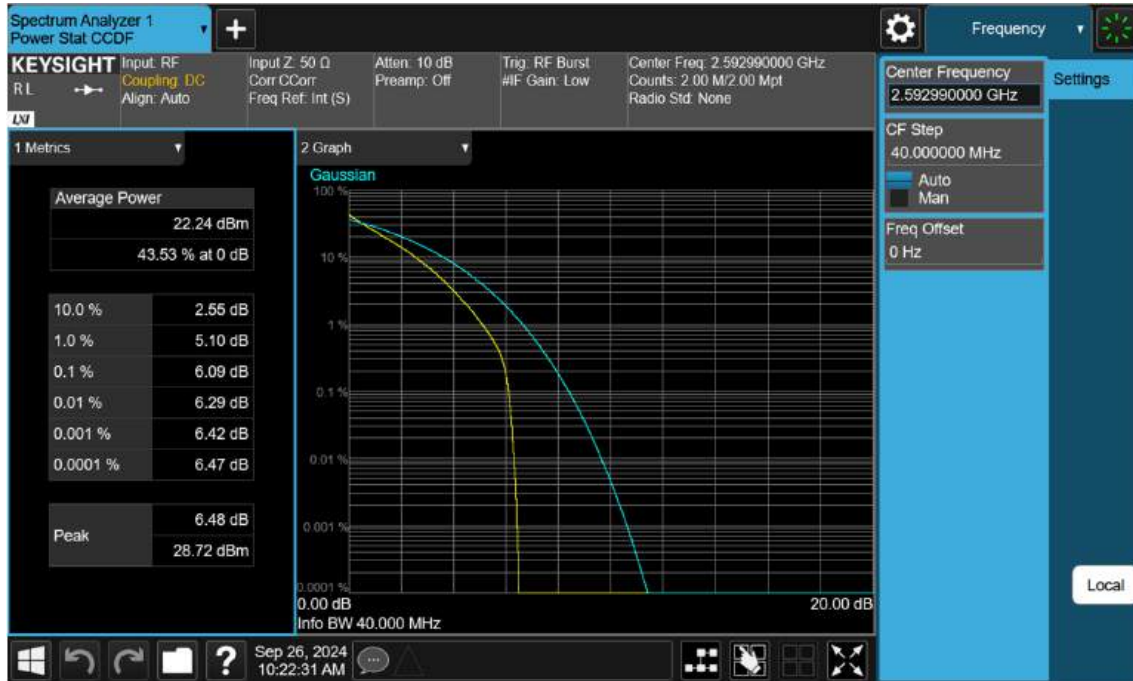 Spectrum Analyzer 1
Power Stat CCDF
+
Frequency
KEYSIGHT
RL
LXI
Input: RF
Coupling: DC
Align: Auto
Input Z: 50 Ω
Corr CCorr
Freq Ref: Int (S)
Atten: 10 dB
Preamp: Off
Trig: RF Burst
#IF Gain: Low
Center Freq: 2.592990000 GHz
Counts: 2.00 M/2.00 Mpt
Radio Std: None
Center Frequency
2.592990000 GHz
Settings
CF Step
40.000000 MHz
Auto
Man
Freq Offset
0 Hz
Local
1 Metrics
Average Power
22.24 dBm
43.53 % at 0 dB
10.0 % 2.55 dB
1.0 % 5.10 dB
0.1 % 6.09 dB
0.01 % 6.29 dB
0.001 % 6.42 dB
0.0001 % 6.47 dB
Peak
6.48 dB
28.72 dBm
2 Graph
Gaussian
100 %
10 %
1 %
0.1 %
0.01 %
0.001 %
0.0001 %
0.00 dB 20.00 dB
Info BW 40.000 MHz
?
Sep 26, 2024
10:22:31 AM